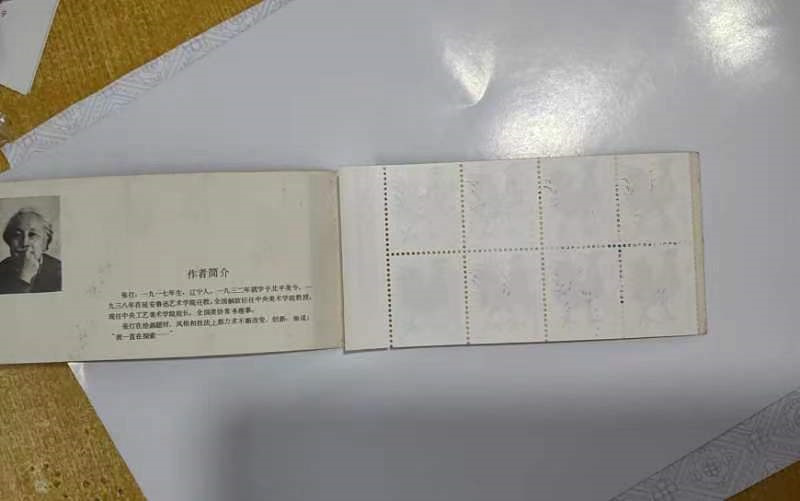 作者简介
张仃：一九一七年生，辽宁人。一九三二年就学于北平美专，一
九三八年在延安鲁迅艺术学院任教。全国解放后任中央美术学院教授，
现任中央工艺美术学院院长、全国美协常务理事。
张仃在绘画题材、风格和技法上都力求不断改变、创新，他说：
"我一直在探索……"